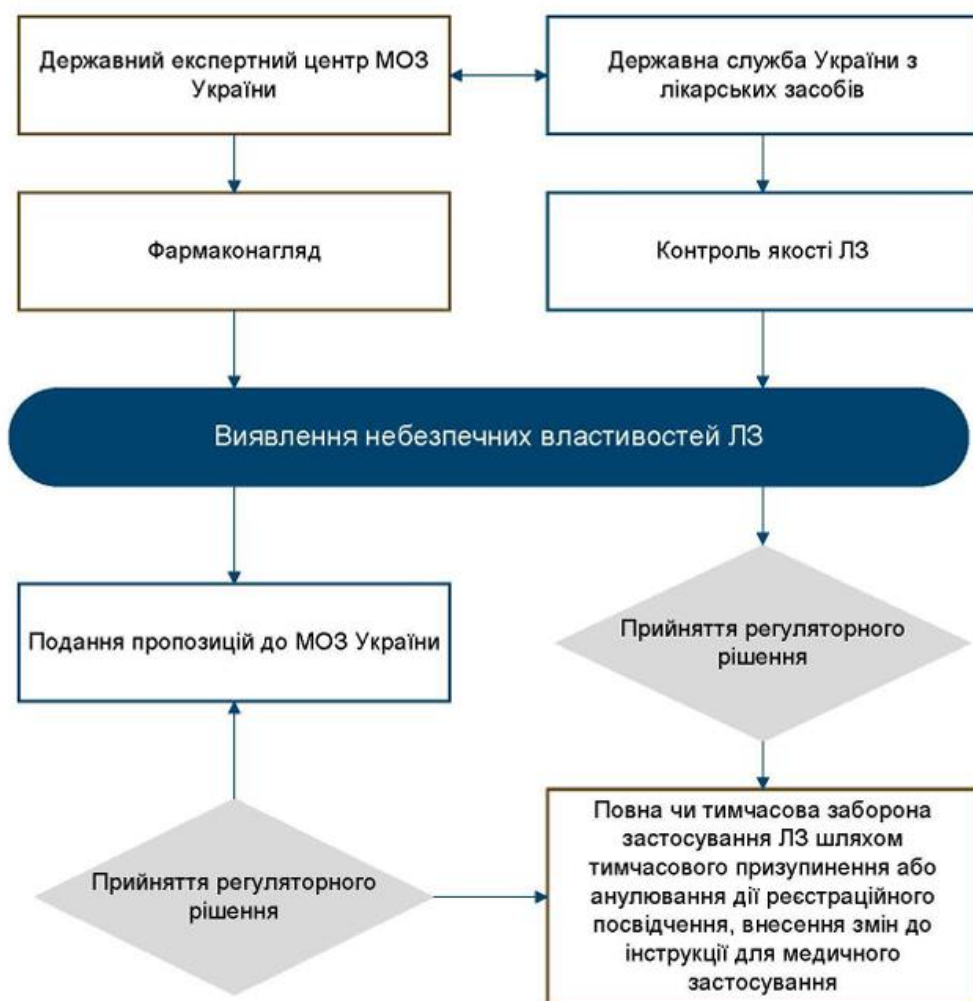 Державний експертний центр МОЗ
України
Державна служба України з
лікарських засобів
Фармаконагляд
Контроль якості ЛЗ
Виявлення небезпечних властивостей ЛЗ
Подання пропозицій до МОЗ України
Прийняття регуляторного
рішення
Прийняття регуляторного
рішення
Повна чи тимчасова заборона
застосування ЛЗ шляхом
тимчасового призупинення або
анулювання дії реєстраційного
посвідчення, внесення змін до
інструкції для медичного
застосування